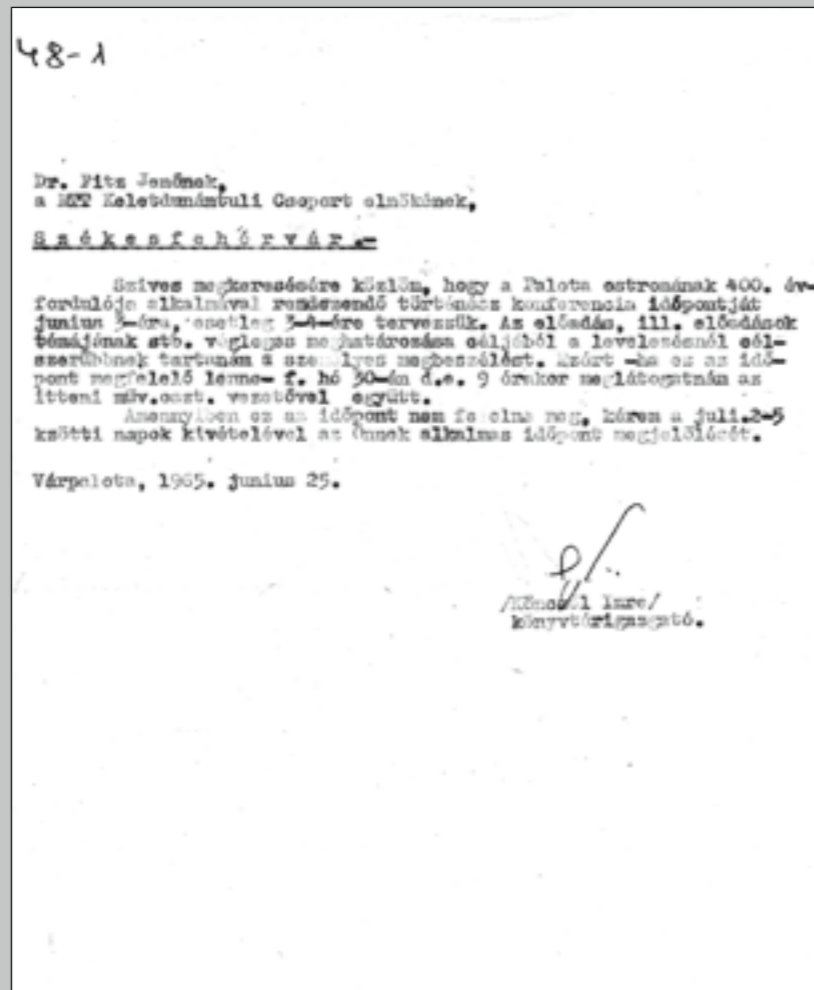 48-1
Dr. Fitz Jenőnek,
a MTT Keletdunántuli Csoport elnökének,
Székesfehérvár.-
Szives megkeresésére közlöm, hogy a Palota ostromának 400. év-
fordulója alkalmával rendezendő történész konferencia időpontját
junius 3-ára, esetleg 3-4-ére tervezzük. Az előadás, ill. előadások
témájának stb. végleges meghatározása céljából a levelezésnél cél-
szerübbnek tartanám a személyes megbeszélést. Ezért -ha ez az idő-
pont megfelelő lenne- f. hó 30-án d.e. 9 órakor meglátogatnám az
itteni müv.oszt. vezetővel együtt.
Amennyiben ez az időpont nem felelne meg, kérem a juli.2-5
közötti napok kivételével az Önnek alkalmas időpont megjelölését.
Várpalota, 1965. junius 25.
Imre/
könyvtárigazgató.